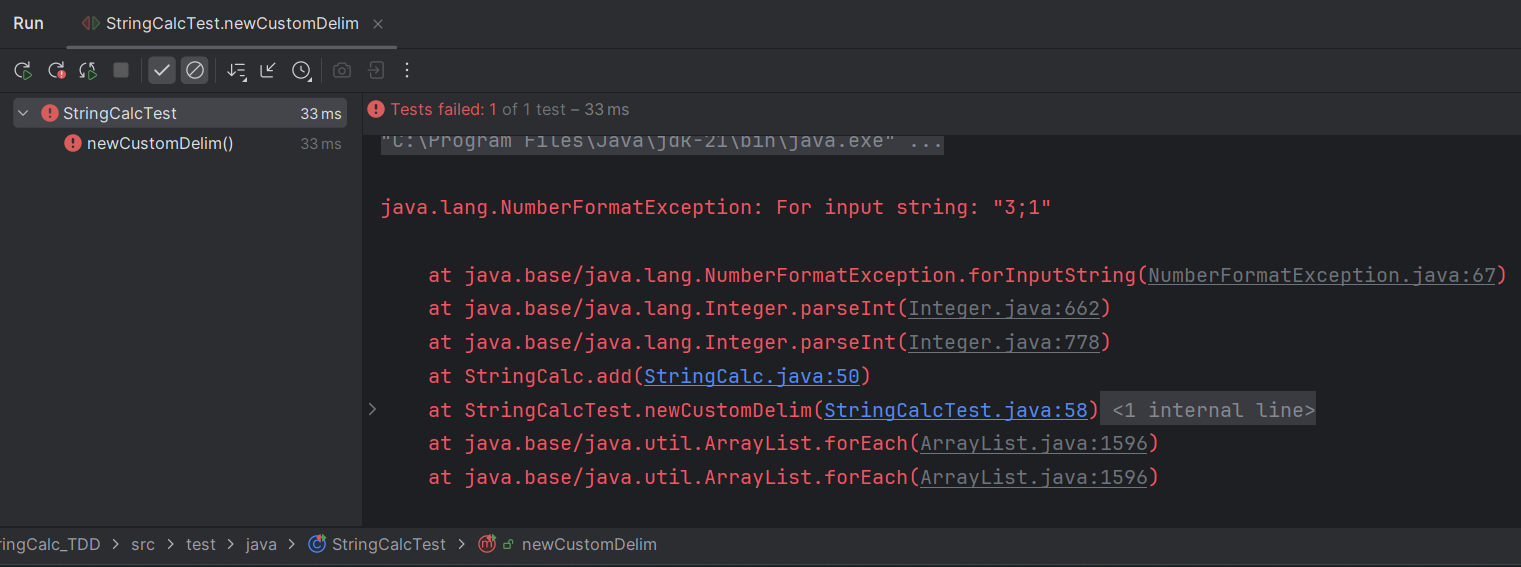 Run StringCalcTest.newCustomDelim
StringCalcTest 33 ms
newCustomDelim() 33 ms
Tests failed: 1 of 1 test – 33 ms
"C:\Program Files\Java\jdk-21\bin\java.exe" ...
java.lang.NumberFormatException: For input string: "3;1"
at java.base/java.lang.NumberFormatException.forInputString(NumberFormatException.java:67)
at java.base/java.lang.Integer.parseInt(Integer.java:662)
at java.base/java.lang.Integer.parseInt(Integer.java:778)
at StringCalc.add(StringCalc.java:50)
at StringCalcTest.newCustomDelim(StringCalcTest.java:58) <1 internal line>
at java.base/java.util.ArrayList.forEach(ArrayList.java:1596)
at java.base/java.util.ArrayList.forEach(ArrayList.java:1596)
ringCalc_TDD > src > test > java > StringCalcTest > newCustomDelim